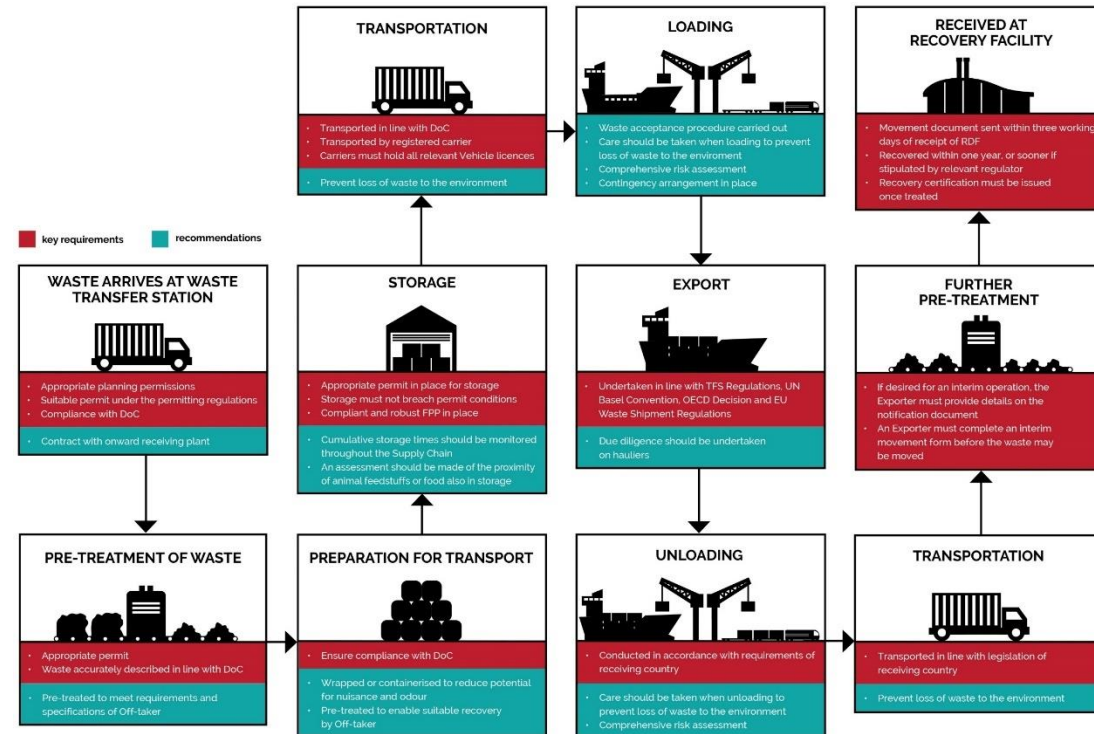 TRANSPORTATION
• Transported in line with DoC
• Transported by registered carrier
• Carriers must hold all relevant Vehicle licences
• Prevent loss of waste to the environment
LOADING
• Waste acceptance procedure carried out
• Care should be taken when loading to prevent
loss of waste to the enviroment
• Comprehensive risk assessment
• Contingency arrangement in place
RECEIVED AT
RECOVERY FACILITY
• Movement document sent within three working
days of receipt of RDF
• Recovered within one year, or sooner if
stipulated by relevant regulator
• Recovery certification must be issued
once treated
key requirements
recommendations
WASTE ARRIVES AT WASTE
TRANSFER STATION
• Appropriate planning permissions
• Suitable permit under the permitting regulations
• Compliance with DoC
• Contract with onward receiving plant
STORAGE
• Appropriate permit in place for storage
• Storage must not breach permit conditions
• Compliant and robust FPP in place
• Cumulative storage times should be monitored
throughout the Supply Chain
• An assessment should be made of the proximity
of animal feedstuffs or food also in storage
EXPORT
• Undertaken in line with TFS Regulations, UN
Basel Convention, OECD Decision and EU
Waste Shipment Regulations
• Due diligence should be undertaken
on hauliers
FURTHER
PRE-TREATMENT
• If desired for an interim operation, the
Exporter must provide details on the
notification document
• An Exporter must complete an interim
movement form before the waste may
be moved
PRE-TREATMENT OF WASTE
• Appropriate permit
• Waste accurately described in line with DoC
• Pre-treated to meet requirements and
specifications of Off-taker
PREPARATION FOR TRANSPORT
• Ensure compliance with DoC
• Wrapped or containerised to reduce potential
for nuisance and odour
• Pre-treated to enable suitable recovery
by Off-taker
UNLOADING
• Conducted in accordance with requirements of
receiving country
• Care should be taken when unloading to
prevent loss of waste to the environment
• Comprehensive risk assessment
TRANSPORTATION
• Transported in line with legislation of
receiving country
• Prevent loss of waste to the environment